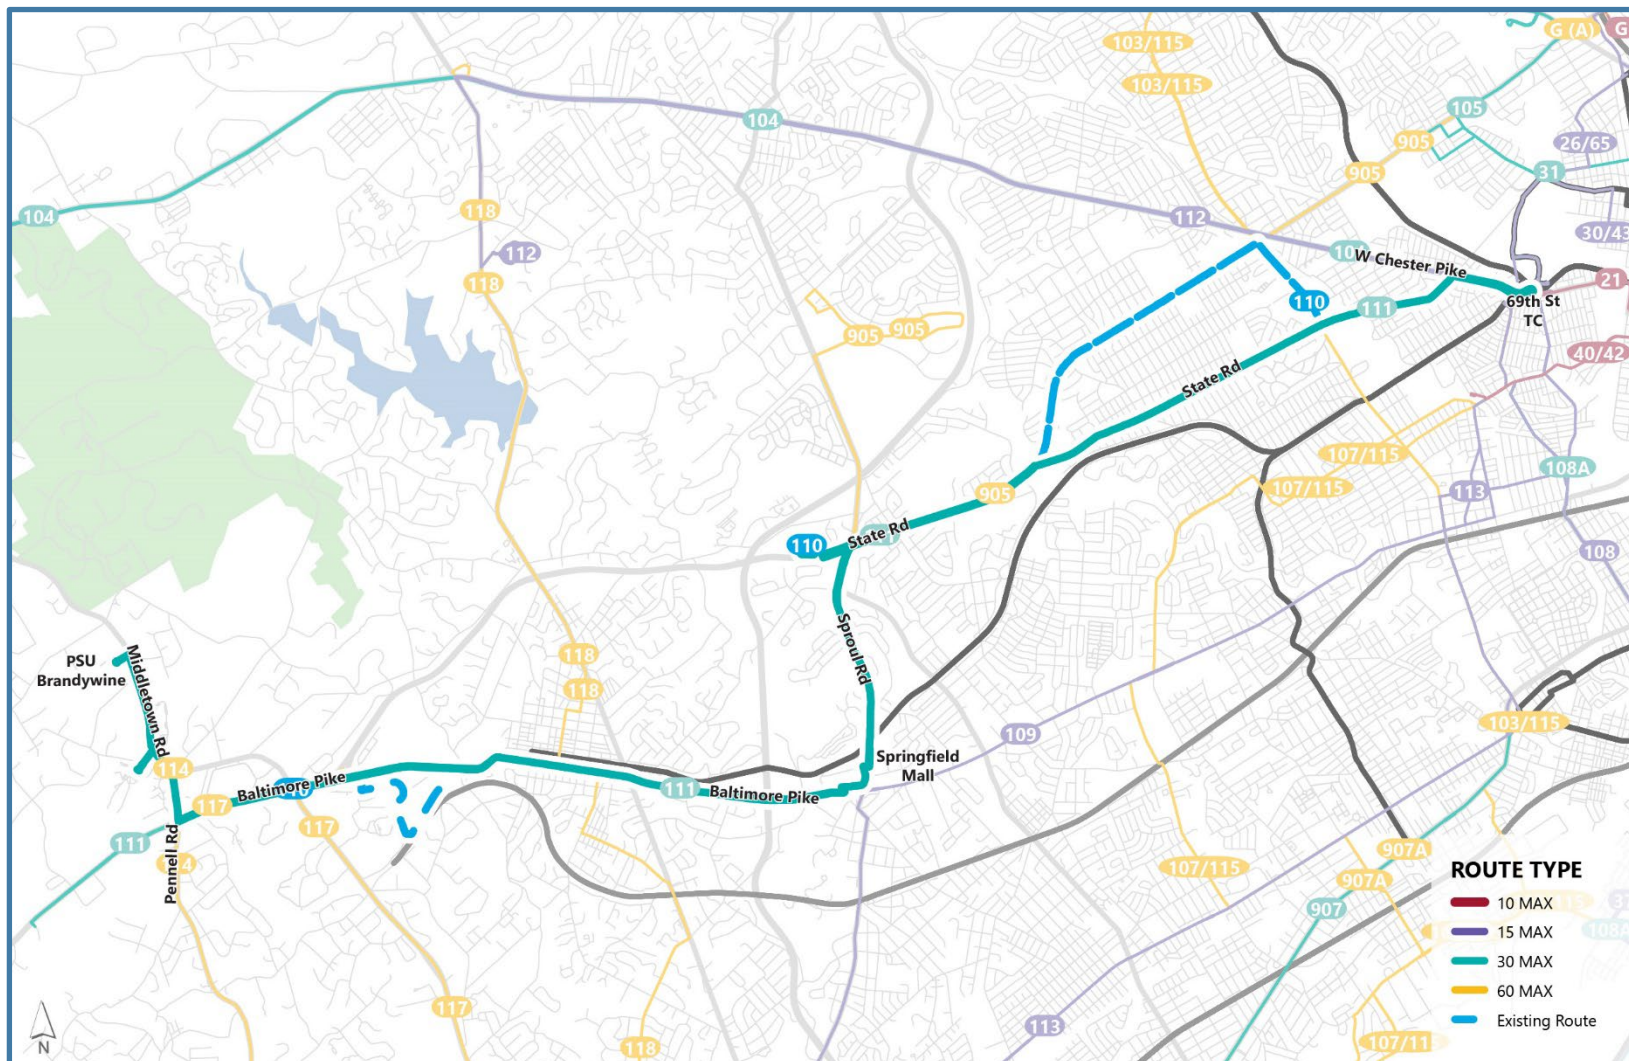 103/115
G (A)
G
103/115
104
105
26/65
905
905
31
104
118
112
30/43
112
W Chester Pike
21
110
111
69th St
TC
118
905
905
40/42
State Rd
107/115
108A
107/115
113
905
110
State Rd
108
Sproul Rd
118
PSU
Brandywine
Middletown Rd
118
103/115
109
Springfield
Mall
114
Baltimore Pike
111
Baltimore Pike
117
117
111
Pennell Rd
907A
107/115
907A
907
ROUTE TYPE
10 MAX
15 MAX
30 MAX
60 MAX
Existing Route
108A
117
113
118
107/115
N